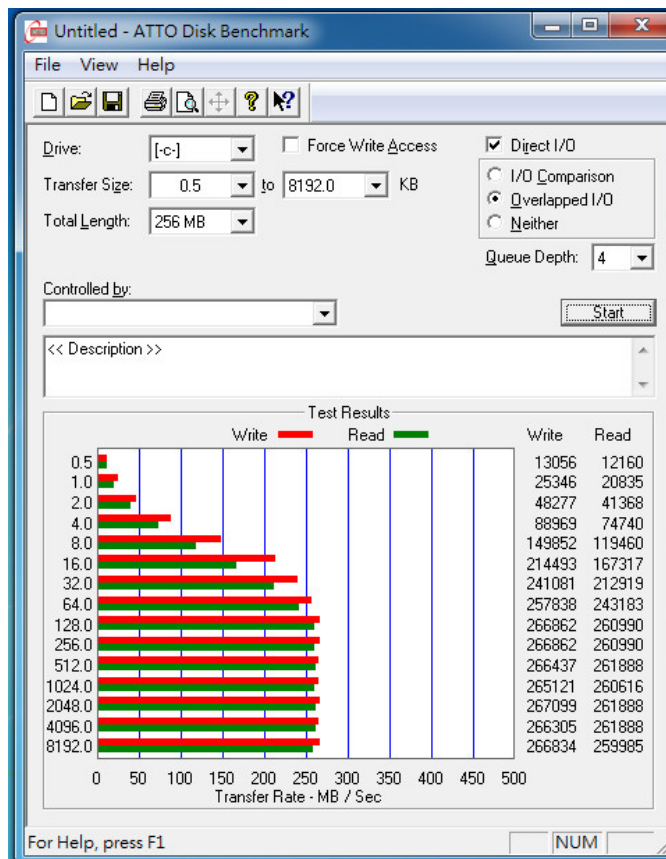 Untitled - ATTO Disk Benchmark
File View Help
Drive: [-c-] Force Write Access Direct I/O
Transfer Size: 0.5 to 8192.0 KB I/O Comparison
Overlapped I/O
Total Length: 256 MB Neither
Queue Depth: 4
Controlled by:
Start
<< Description >>
Test Results
Write Read Write Read
0.5 13056 12160
1.0 25346 20835
2.0 48277 41368
4.0 88969 74740
8.0 149852 119460
16.0 214493 167317
32.0 241081 212919
64.0 257838 243183
128.0 266862 260990
256.0 266862 260990
512.0 266437 261888
1024.0 265121 260616
2048.0 267099 261888
4096.0 266305 261888
8192.0 266834 259985
0 50 100 150 200 250 300 350 400 450 500
Transfer Rate - MB / Sec
For Help, press F1 NUM